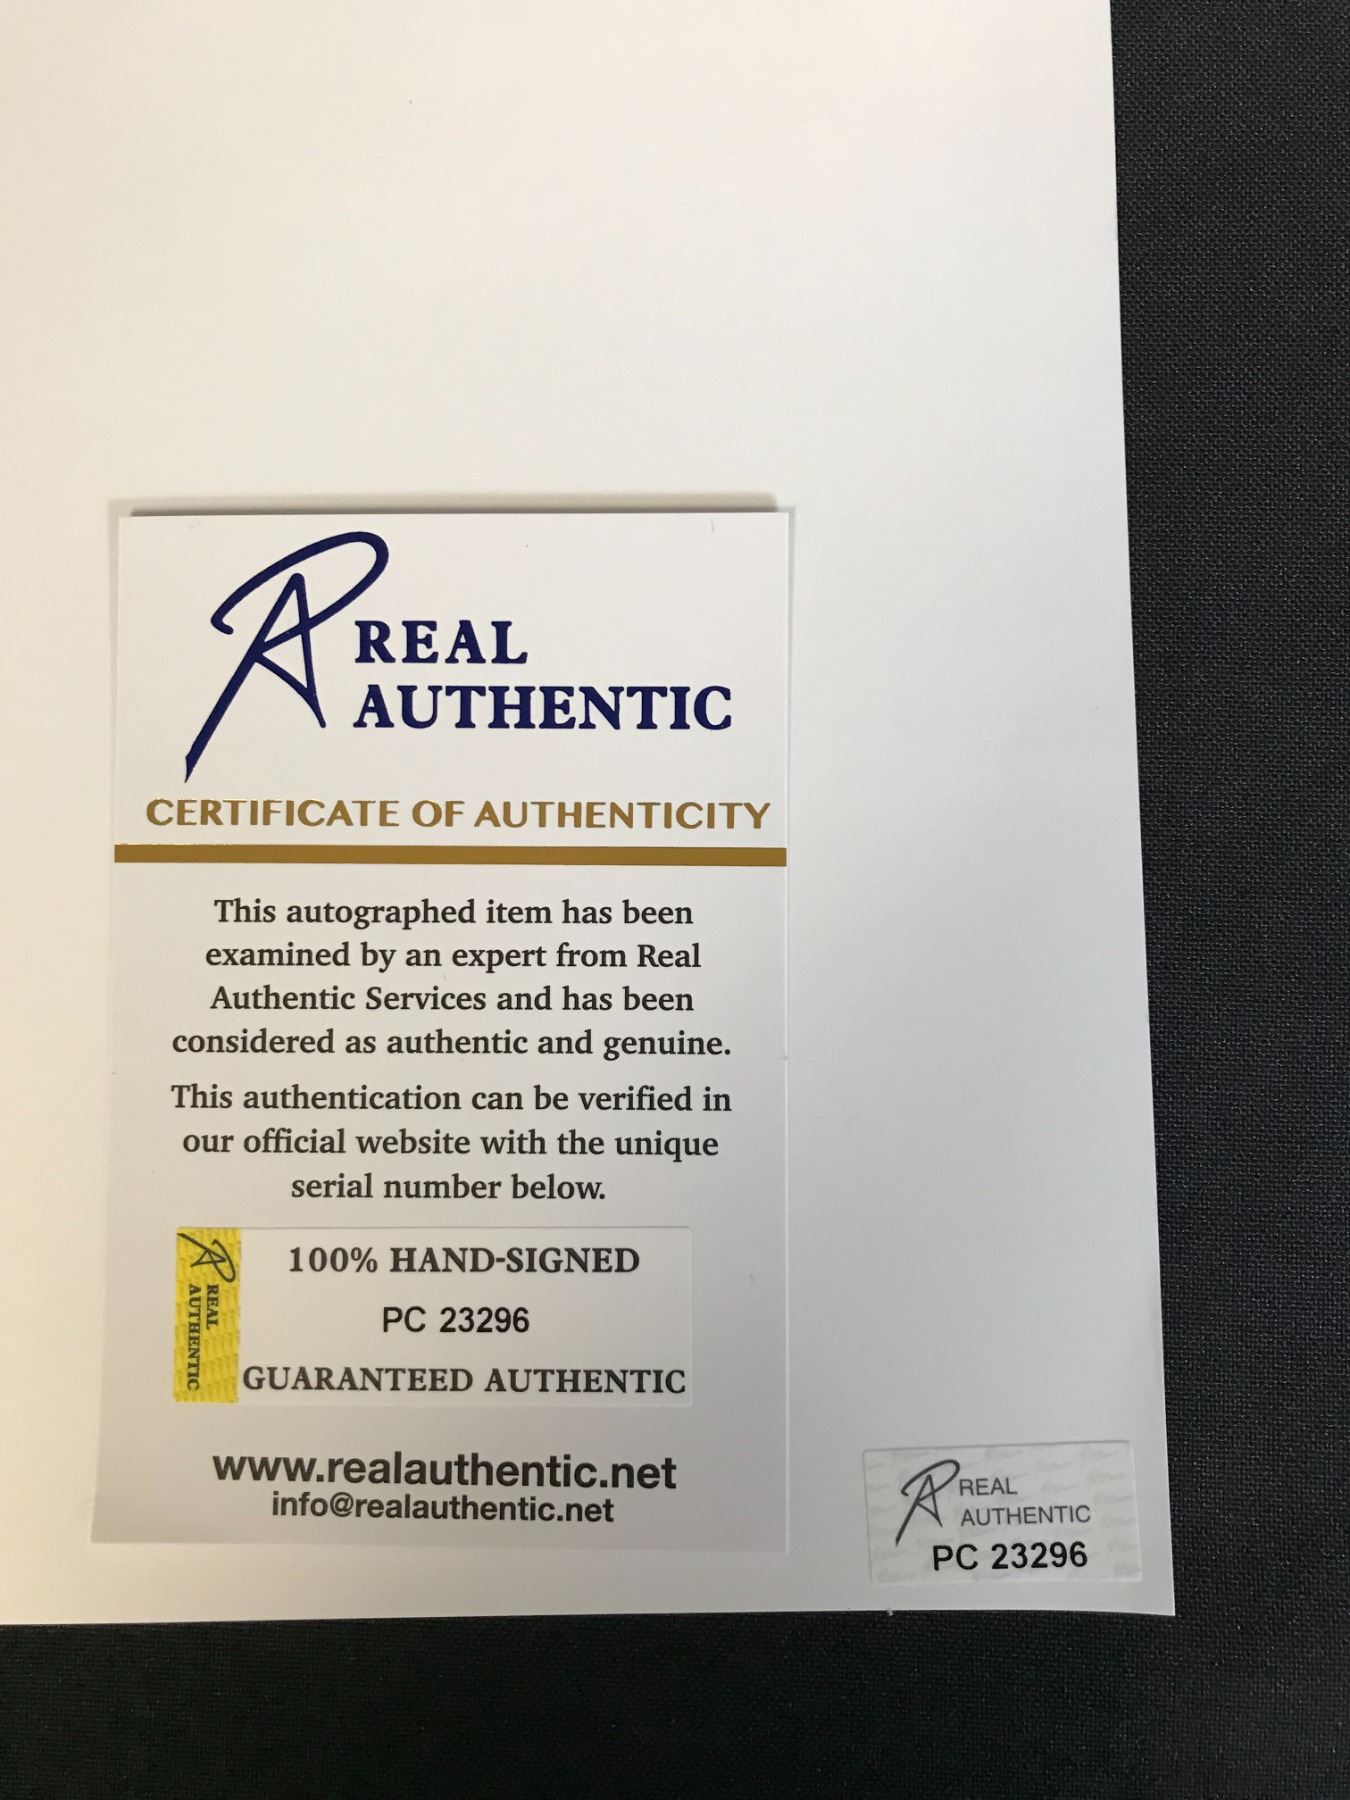 REAL
AUTHENTIC
CERTIFICATE OF AUTHENTICITY
This autographed item has been
examined by an expert from Real
Authentic Services and has been
considered as authentic and genuine.
This authentication can be verified in
our official website with the unique
serial number below.
REAL
AUTHENTIC
100% HAND-SIGNED
PC 23296
GUARANTEED AUTHENTIC
www.realauthentic.net
info@realauthentic.net
REAL
AUTHENTIC
PC 23296